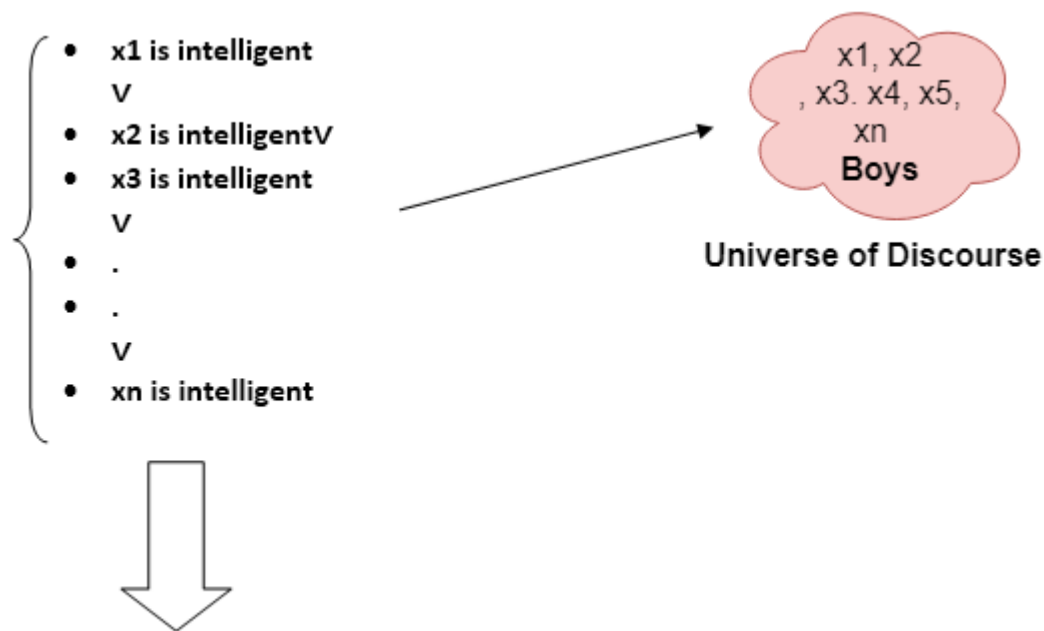 • x1 is intelligent
V
• x2 is intelligentV
• x3 is intelligent
V
• .
• .
V
• xn is intelligent
x1, x2
, x3. x4, x5,
xn
Boys
Universe of Discourse